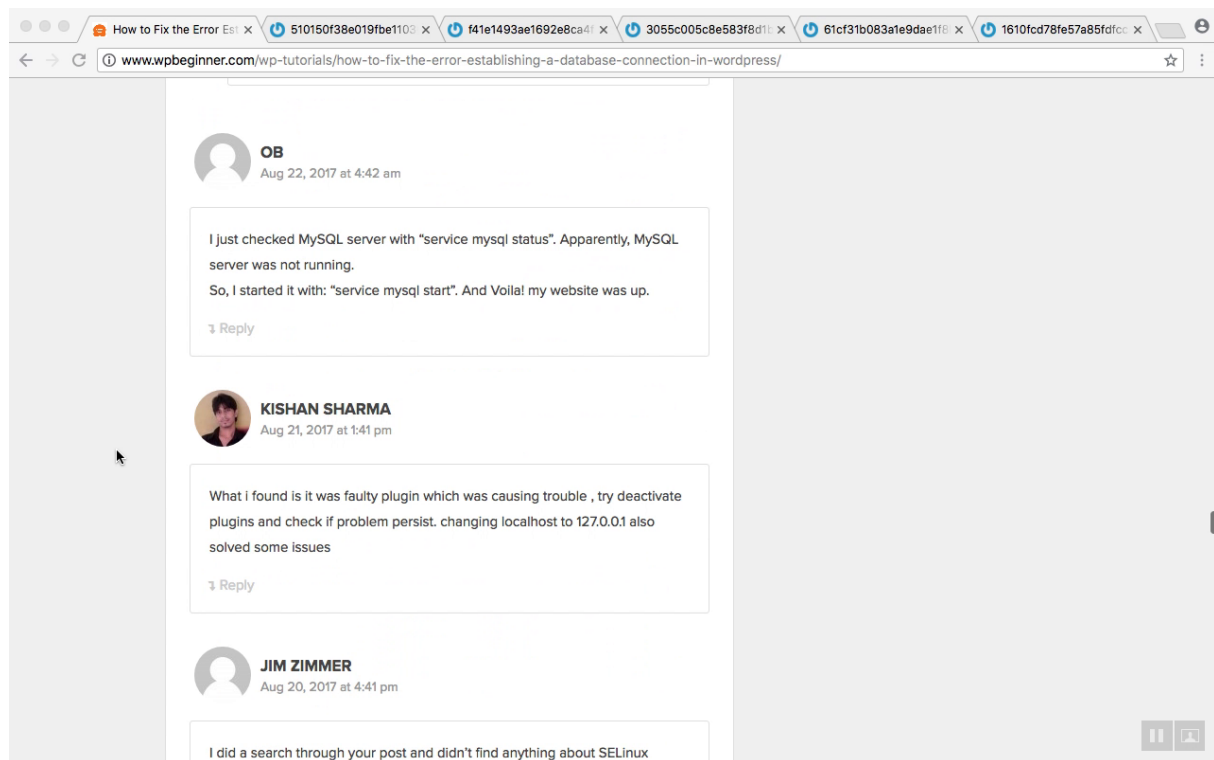 How to Fix the Error Est
510150f38e019fbe1103
f41e1493ae1692e8ca4f
3055c005c8e583f8d1b
61cf31b083a1e9dae1f8
1610fcd78fe57a85fdfcc
www.wpbeginner.com/wp-tutorials/how-to-fix-the-error-establishing-a-database-connection-in-wordpress/
OB
Aug 22, 2017 at 4:42 am
I just checked MySQL server with “service mysql status”. Apparently, MySQL
server was not running.
So, I started it with: “service mysql start”. And Voila! my website was up.
Reply
KISHAN SHARMA
Aug 21, 2017 at 1:41 pm
What i found is it was faulty plugin which was causing trouble , try deactivate
plugins and check if problem persist. changing localhost to 127.0.0.1 also
solved some issues
Reply
JIM ZIMMER
Aug 20, 2017 at 4:41 pm
I did a search through your post and didn’t find anything about SELinux